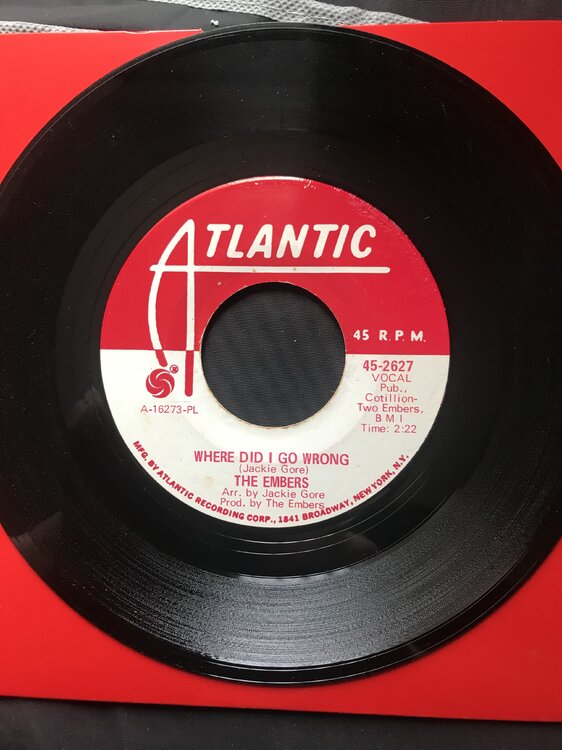 ATLANTIC
45 R.P.M.
45-2627
VOCAL
Pub.,
Cotillion-
Two Embers,
BMI
Time: 2:22
A-16273-PL
WHERE DID I GO WRONG
(Jackie Gore)
THE EMBERS
Arr. by Jackie Gore
Prod. by The Embers
MFG. BY ATLANTIC RECORDING CORP., 1841 BROADWAY, NEW YORK, N.Y.